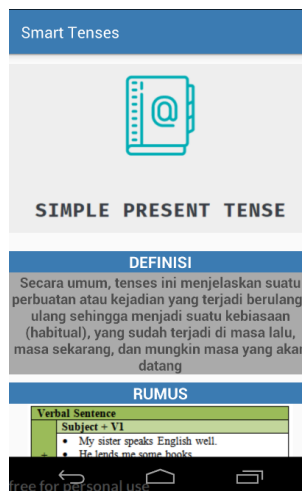 Smart Tenses
@
SIMPLE PRESENT TENSE
DEFINISI
Secara umum, tenses ini menjelaskan suatu
perbuatan atau kejadian yang terjadi berulang
ulang sehingga menjadi suatu kebiasaan
(habitual), yang sudah terjadi di masa lalu,
masa sekarang, dan mungkin masa yang akan
datang
RUMUS
Verbal Sentence
Subject + V1
• My sister speaks English well.
+ • He lends me some books.
free for personal use